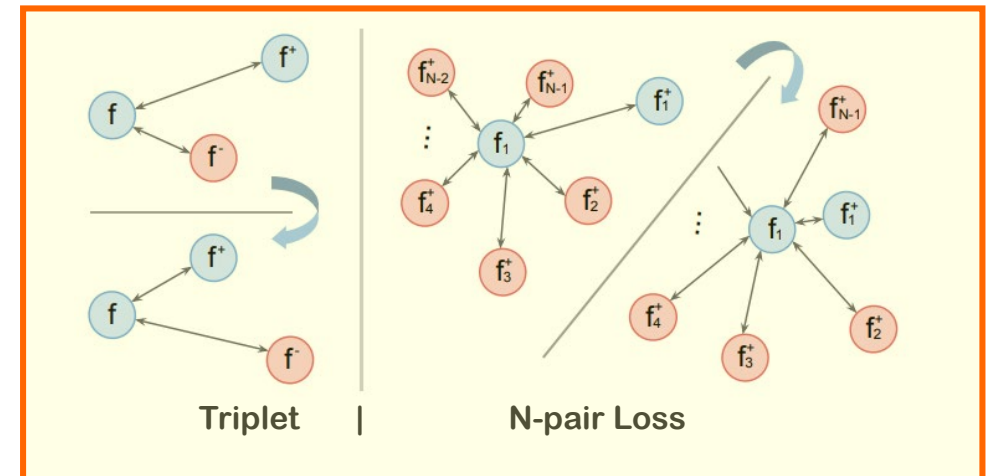 f⁺
f
f⁻
f⁺
f
f⁻
f⁺N-2
f⁺N-1
f⁺1
⋮
f1
f⁺4
f⁺2
f⁺3
f⁺N-1
f⁺1
⋮
f1
f⁺4
f⁺2
f⁺3
Triplet | N-pair Loss